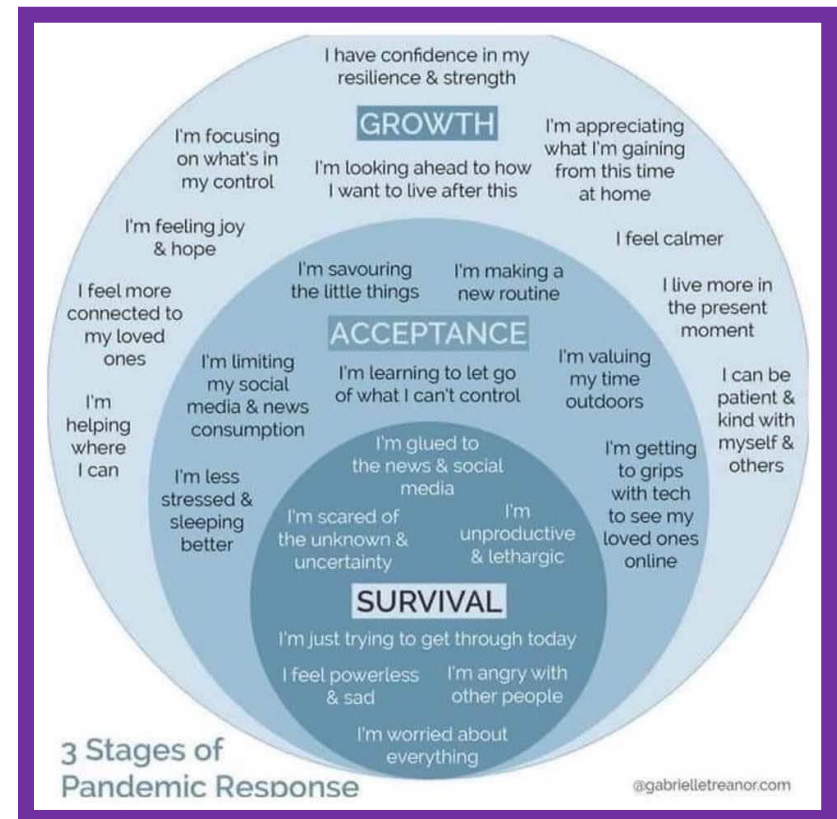 I have confidence in my
resilience & strength
GROWTH
I'm focusing
on what's in
my control
I'm looking ahead to how
I want to live after this
I'm appreciating
what I'm gaining
from this time
at home
I'm feeling joy
& hope
I feel calmer
I feel more
connected to
my loved
ones
I live more in
the present
moment
I'm
helping
where
I can
I can be
patient &
kind with
myself &
others
I'm savouring
the little things
I'm making a
new routine
ACCEPTANCE
I'm limiting
my social
media & news
consumption
I'm learning to let go
of what I can't control
I'm valuing
my time
outdoors
I'm less
stressed &
sleeping
better
I'm getting
to grips
with tech
to see my
loved ones
online
I'm glued to
the news & social
media
I'm scared of
the unknown &
uncertainty
I'm
unproductive
& lethargic
SURVIVAL
I'm just trying to get through today
I feel powerless
& sad
I'm angry with
other people
I'm worried about
everything
3 Stages of
Pandemic Response
@gabrielletreanor.com